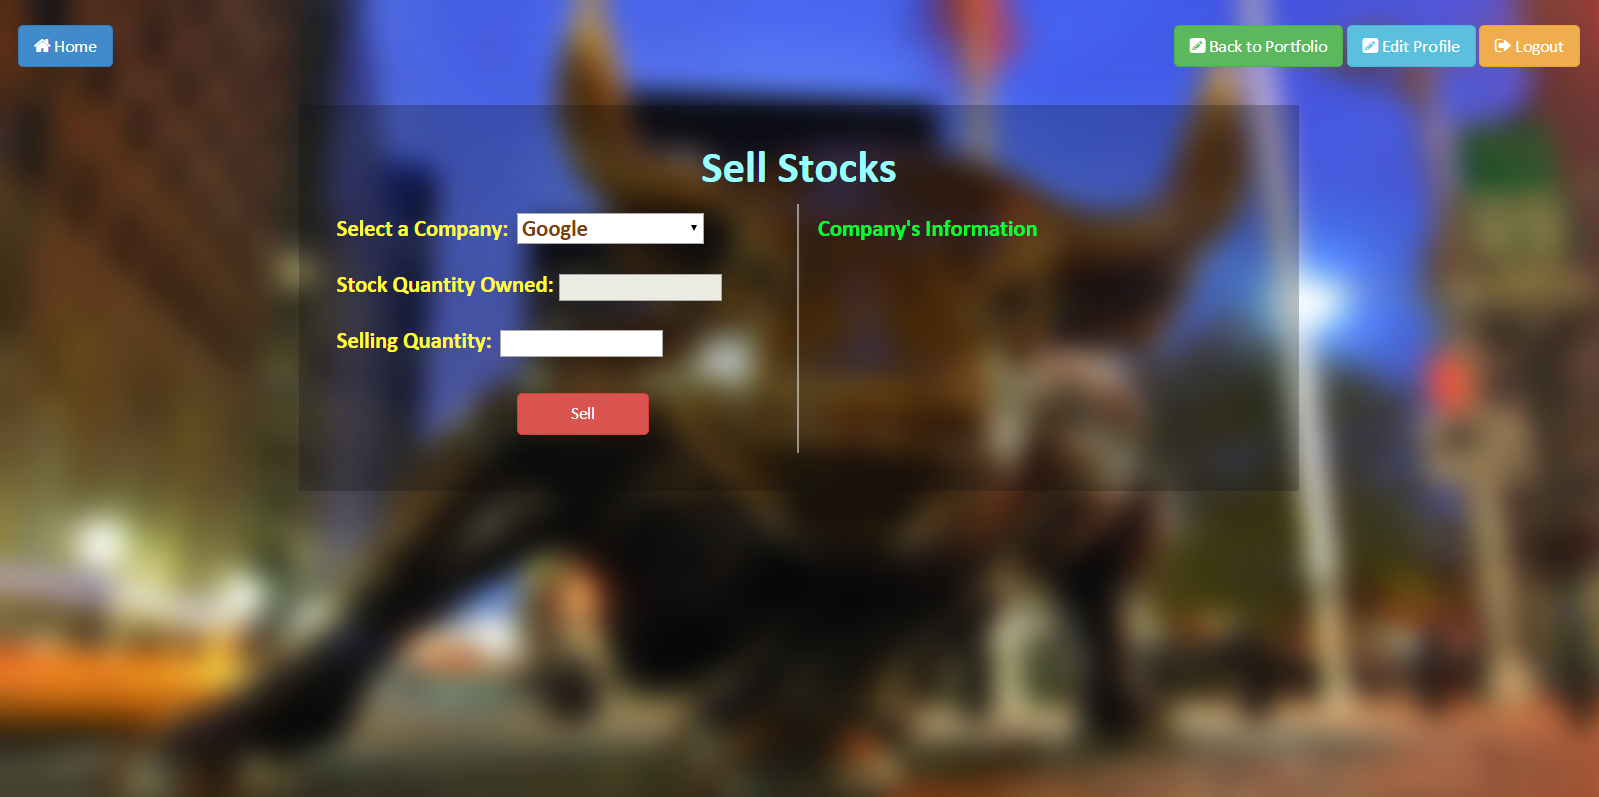 Home
Back to Portfolio
Edit Profile
Logout
Sell Stocks
Select a Company: Google
Company's Information
Stock Quantity Owned:
Selling Quantity:
Sell